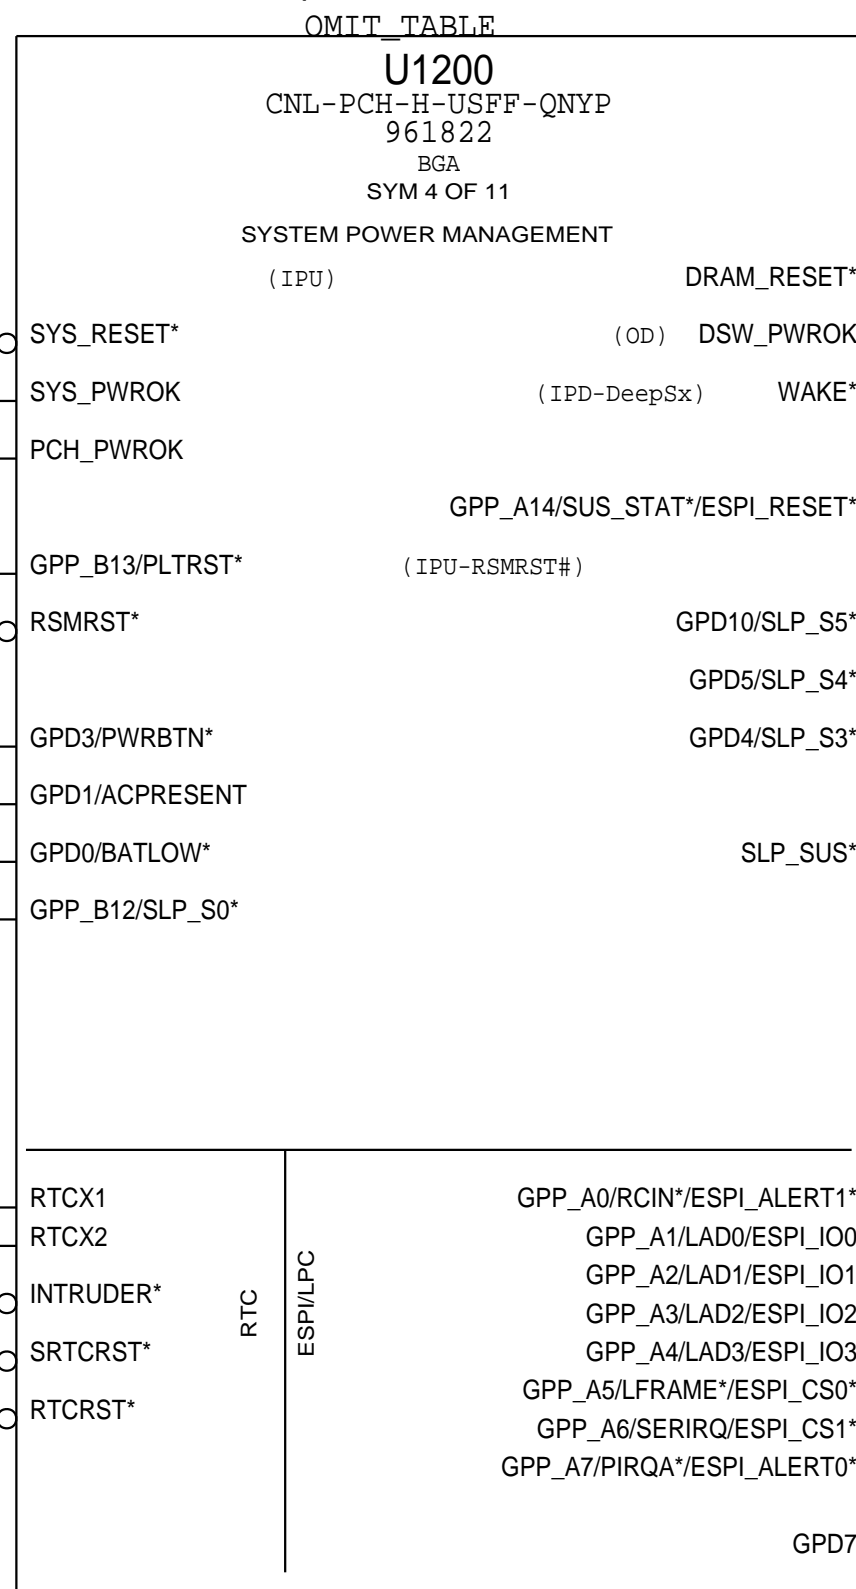 OMIT_TABLE
U1200
CNL-PCH-H-USFF-QNYP
961822
BGA
SYM 4 OF 11
SYSTEM POWER MANAGEMENT
(IPU) DRAM_RESET*
SYS_RESET* (OD) DSW_PWROK
SYS_PWROK (IPD-DeepSx) WAKE*
PCH_PWROK
GPP_A14/SUS_STAT*/ESPI_RESET*
GPP_B13/PLTRST* (IPU-RSMRST#)
RSMRST* GPD10/SLP_S5*
GPD5/SLP_S4*
GPD3/PWRBTN* GPD4/SLP_S3*
GPD1/ACPRESENT
GPD0/BATLOW* SLP_SUS*
GPP_B12/SLP_S0*
RTCX1 GPP_A0/RCIN*/ESPI_ALERT1*
RTCX2 GPP_A1/LAD0/ESPI_IO0
GPP_A2/LAD1/ESPI_IO1
INTRUDER* RTC ESPI/LPC GPP_A3/LAD2/ESPI_IO2
SRTCRST* GPP_A4/LAD3/ESPI_IO3
GPP_A5/LFRAME*/ESPI_CS0*
RTCRST* GPP_A6/SERIRQ/ESPI_CS1*
GPP_A7/PIRQA*/ESPI_ALERT0*
GPD7